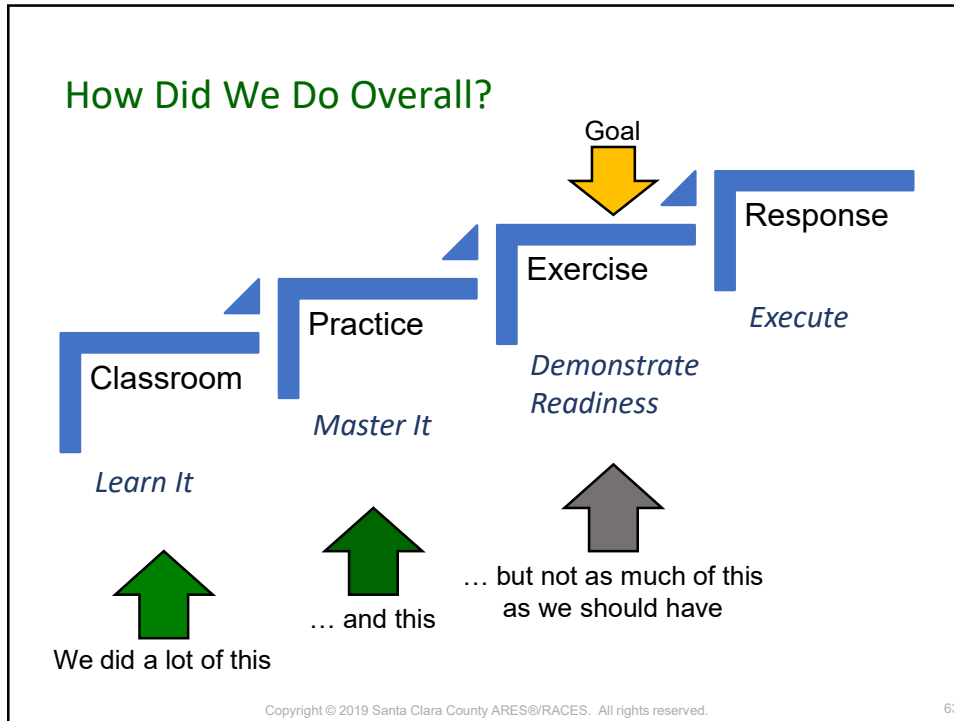 How Did We Do Overall?
Goal
Response
Execute
Exercise
Demonstrate
Readiness
Practice
Master It
Classroom
Learn It
We did a lot of this
… and this
… but not as much of this
as we should have
Copyright © 2019 Santa Clara County ARES®/RACES. All rights reserved.